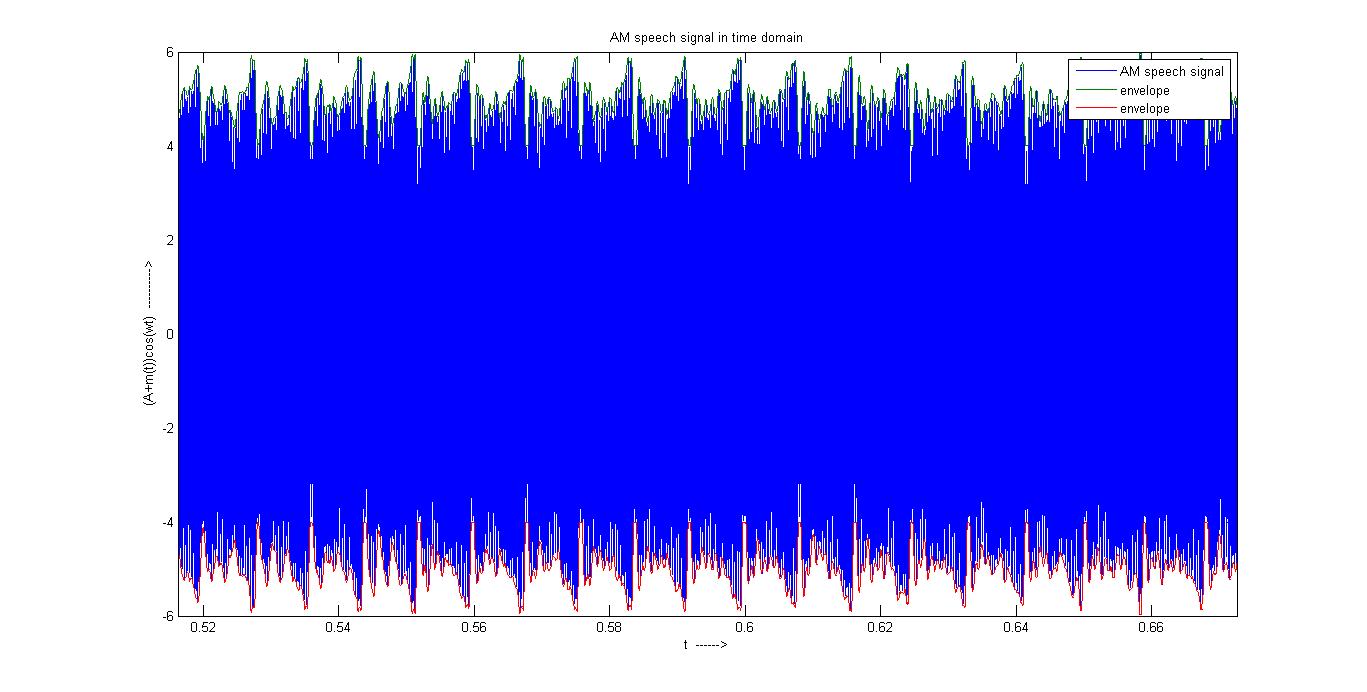 AM speech signal in time domain
AM speech signal
envelope
envelope
6
4
2
0
-2
-4
-6
(A+m(t))cos(wt) ----------->
0.52 0.54 0.56 0.58 0.6 0.62 0.64 0.66
t ------>